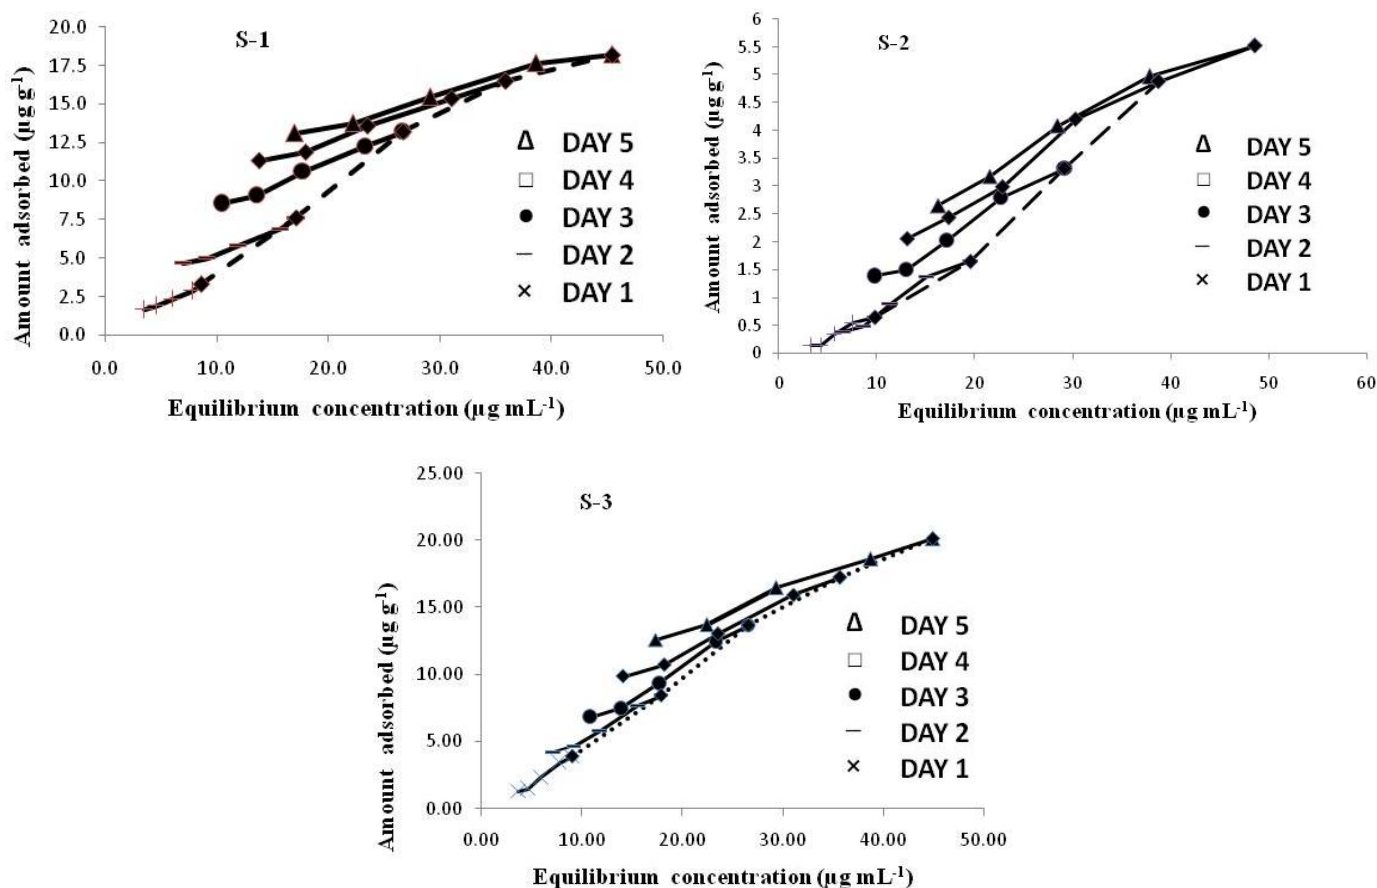 S-1
Amount adsorbed (µg g-1)
20.0
17.5
15.0
12.5
10.0
7.5
5.0
2.5
0.0
0.0 10.0 20.0 30.0 40.0 50.0
Equilibrium concentration (µg mL-1)
DAY 5
DAY 4
DAY 3
DAY 2
DAY 1
S-2
Amount adsorbed (µg g-1)
6
5.5
5
4.5
4
3.5
3
2.5
2
1.5
1
0.5
0
0 10 20 30 40 50 60
Equilibrium concentration (µg mL-1)
DAY 5
DAY 4
DAY 3
DAY 2
DAY 1
S-3
Amount adsorbed (µg g-1)
25.00
20.00
15.00
10.00
5.00
0.00
0.00 10.00 20.00 30.00 40.00 50.00
Equilibrium concentration (µg mL-1)
DAY 5
DAY 4
DAY 3
DAY 2
DAY 1